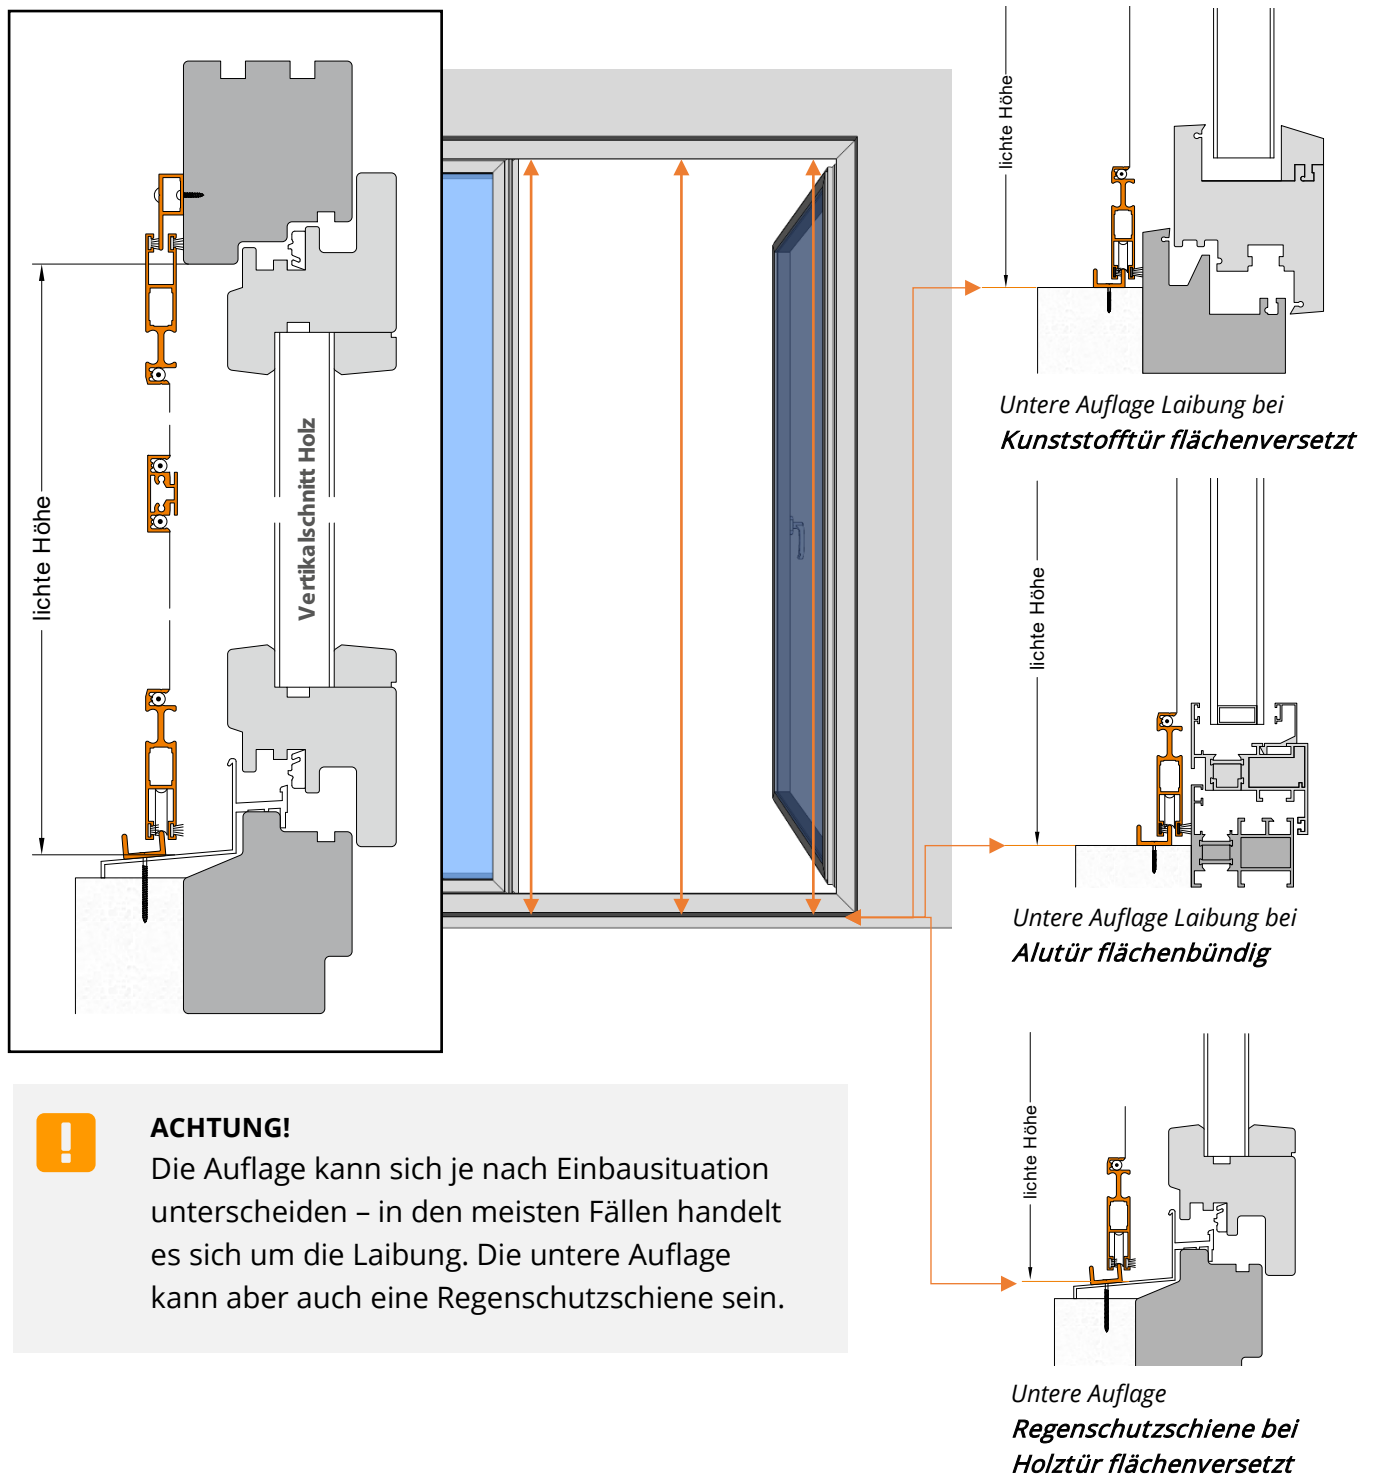 lichte Höhe
Vertikalschnitt Holz
lichte Höhe
Untere Auflage Laibung bei
Kunststofftür flächenversetzt
lichte Höhe
Untere Auflage Laibung bei
Alutür flächenbündig
ACHTUNG!
Die Auflage kann sich je nach Einbausituation
unterscheiden – in den meisten Fällen handelt
es sich um die Laibung. Die untere Auflage
kann aber auch eine Regenschutzschiene sein.
lichte Höhe
Untere Auflage
Regenschutzschiene bei
Holztür flächenversetzt